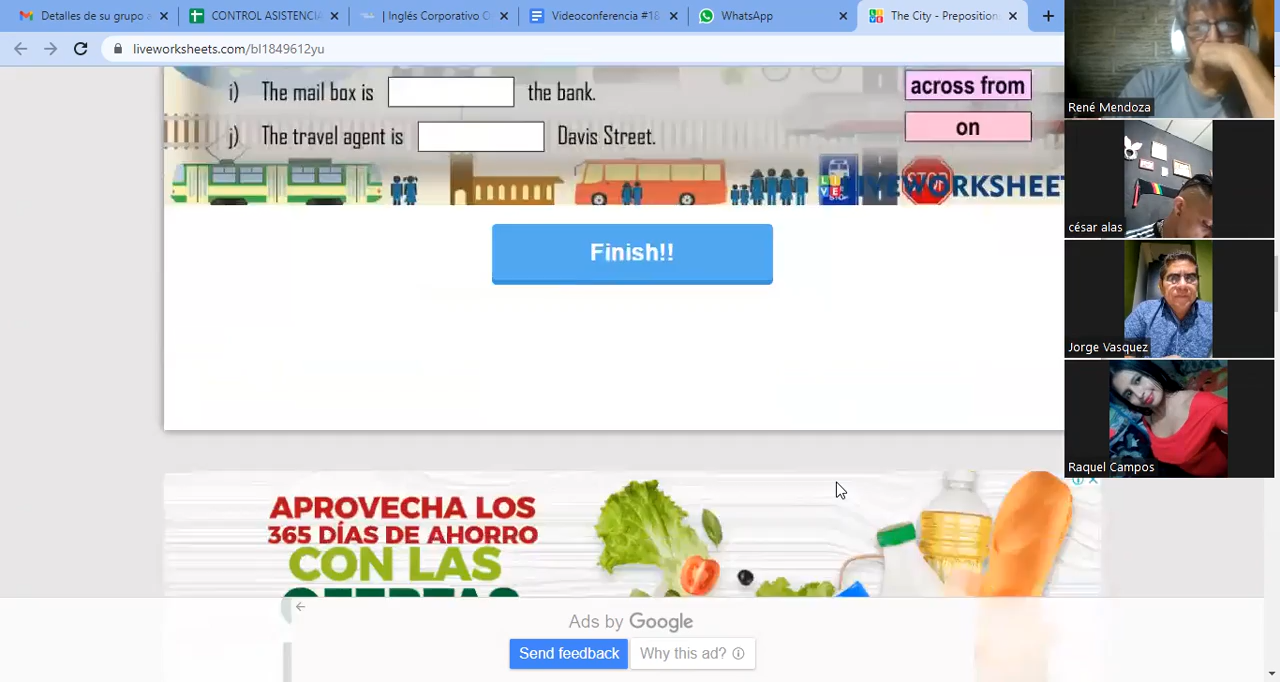 Detalles de su grupo a
CONTROL ASISTENCIA
| Inglés Corporativo
Videoconferencia #18
WhatsApp
The City - Preposition
liveworksheets.com/bl1849612yu
i) The mail box is the bank.
j) The travel agent is Davis Street.
across from
on
STOP
LIVEWORKSHEET
Finish!!
René Mendoza
césar alas
Jorge Vasquez
Raquel Campos
APROVECHA LOS
365 DÍAS DE AHORRO
CON LAS
OFERTAS
Ads by Google
Send feedback
Why this ad?